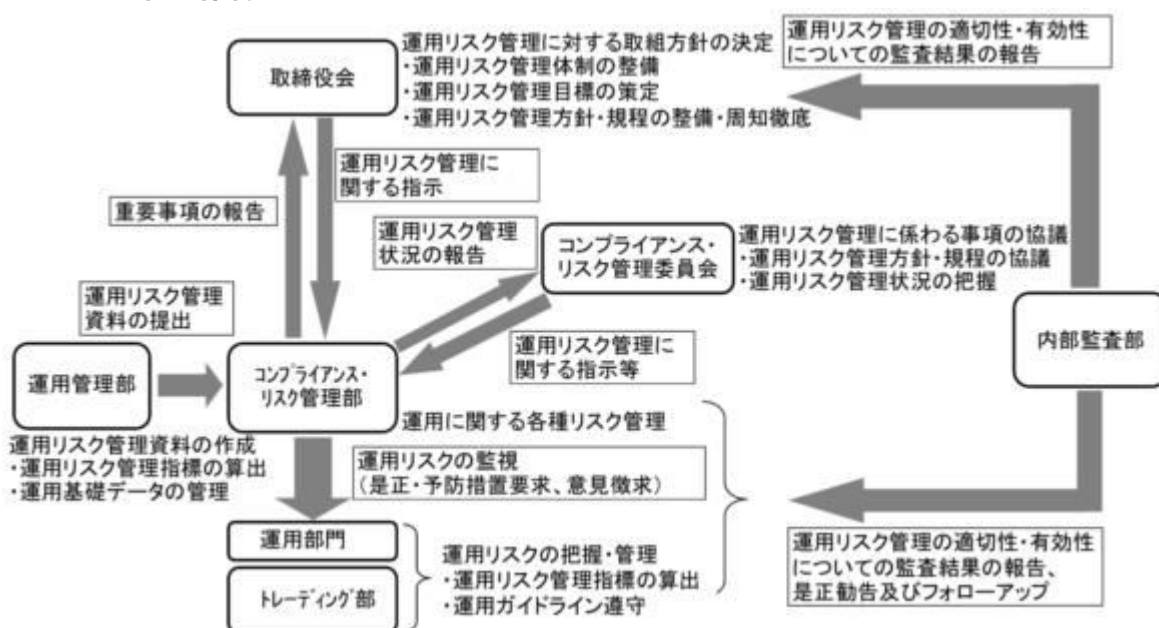 取締役会
運用リスク管理に対する取組方針の決定
・運用リスク管理体制の整備
・運用リスク管理目標の策定
・運用リスク管理方針・規程の整備・周知徹底
運用リスク管理の適切性・有効性
についての監査結果の報告
運用リスク管理に
関する指示
重要事項の報告
運用リスク管理
状況の報告
コンプライアンス・
リスク管理委員会
運用リスク管理に係わる事項の協議
・運用リスク管理方針・規程の協議
・運用リスク管理状況の把握
運用リスク管理
資料の提出
運用リスク管理に
関する指示等
内部監査部
運用管理部
コンプライアンス・
リスク管理部
運用に関する各種リスク管理
運用リスク管理資料の作成
・運用リスク管理指標の算出
・運用基礎データの管理
運用リスクの監視
(是正・予防措置要求、意見徴求)
運用部門
トレーディング部
運用リスクの把握・管理
・運用リスク管理指標の算出
・運用ガイドライン遵守
運用リスク管理の適切性・有効性
についての監査結果の報告、
是正勧告及びフォローアップ